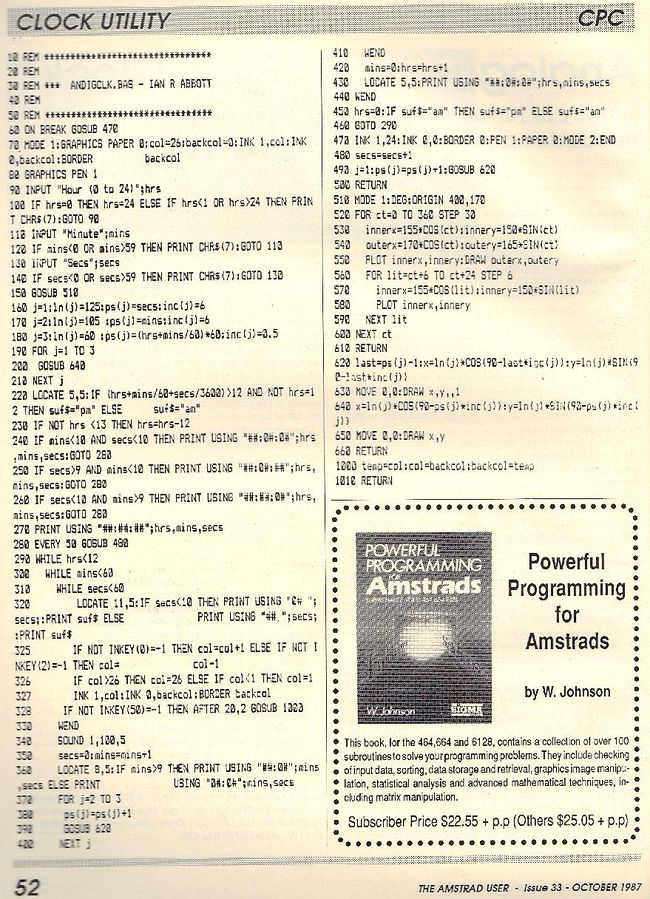 CLOCK UTILITY
CPC
10 REM ********************************
20 REM
30 REM *** ANDIGCLK.BAS - IAN R ABBOTT
40 REM
50 REM ********************************
60 ON BREAK GOSUB 470
70 MODE 1:GRAPHICS PAPER 0:col=26:backcol=0:INK 1,col:INK
0,backcol:BORDER backcol
80 GRAPHICS PEN 1
90 INPUT "Hour (0 to 24)";hrs
100 IF hrs=0 THEN hrs=24 ELSE IF hrs<1 OR hrs>24 THEN PRIN
T CHR$(7):GOTO 90
110 INPUT "Minute";mins
120 IF mins<0 OR mins>59 THEN PRINT CHR$(7):GOTO 110
130 INPUT "Secs";secs
140 IF secs<0 OR secs>59 THEN PRINT CHR$(7):GOTO 130
150 GOSUB 510
160 j=1:ln(j)=125:ps(j)=secs:inc(j)=6
170 j=2:ln(j)=105 :ps(j)=mins:inc(j)=6
180 j=3:ln(j)=60 :ps(j)=(hrs+mins/60)*60:inc(j)=0.5
190 FOR j=1 TO 3
200 GOSUB 640
210 NEXT j
220 LOCATE 5,5:IF (hrs+mins/60+secs/3600)>12 AND NOT hrs=1
2 THEN suf$="pm" ELSE suf$="am"
230 IF NOT hrs <13 THEN hrs=hrs-12
240 IF mins<10 AND secs<10 THEN PRINT USING "##:0#:0#";hrs
,mins,secs:GOTO 280
250 IF secs>9 AND mins<10 THEN PRINT USING "##:0#:##";hrs,
mins,secs:GOTO 280
260 IF secs<10 AND mins>9 THEN PRINT USING "##:##:0#";hrs,
mins,secs:GOTO 280
270 PRINT USING "##:##:##";hrs,mins,secs
280 EVERY 50 GOSUB 480
290 WHILE hrs<12
300 WHILE mins<60
310 WHILE secs<60
320 LOCATE 11,5:IF secs<10 THEN PRINT USING "0# ";
secs;:PRINT suf$ ELSE PRINT USING "## ";secs;
:PRINT suf$
325 IF NOT INKEY(0)=-1 THEN col=col+1 ELSE IF NOT I
NKEY(2)=-1 THEN col= col-1
326 IF col>26 THEN col=26 ELSE IF col<1 THEN col=1
327 INK 1,col:INK 0,backcol:BORDER backcol
328 IF NOT INKEY(50)=-1 THEN AFTER 20,2 GOSUB 1000
330 WEND
340 SOUND 1,100,5
350 secs=0:mins=mins+1
360 LOCATE 8,5:IF mins>9 THEN PRINT USING "##:0#";mins
,secs ELSE PRINT USING "0#:0#";mins,secs
370 FOR j=2 TO 3
380 ps(j)=ps(j)+1
390 GOSUB 620
400 NEXT j
410 WEND
420 mins=0:hrs=hrs+1
430 LOCATE 5,5:PRINT USING "##:0#:0#";hrs,mins,secs
440 WEND
450 hrs=0:IF suf$="am" THEN suf$="pm" ELSE suf$="am"
460 GOTO 290
470 INK 1,24:INK 0,0:BORDER 0:PEN 1:PAPER 0:MODE 2:END
480 secs=secs+1
490 j=1:ps(j)=ps(j)+1:GOSUB 620
500 RETURN
510 MODE 1:DEG:ORIGIN 400,170
520 FOR ct=0 TO 360 STEP 30
530 innerx=155*COS(ct):innery=150*SIN(ct)
540 outerx=170*COS(ct):outery=165*SIN(ct)
550 PLOT innerx,innery:DRAW outerx,outery
560 FOR lit=ct+6 TO ct+24 STEP 6
570 innerx=155*COS(lit):innery=150*SIN(lit)
580 PLOT innerx,innery
590 NEXT lit
600 NEXT ct
610 RETURN
620 last=ps(j)-1:x=ln(j)*COS(90-last*inc(j)):y=ln(j)*SIN(9
0-last*inc(j))
630 MOVE 0,0:DRAW x,y,,1
640 x=ln(j)*COS(90-ps(j)*inc(j)):y=ln(j)*SIN(90-ps(j)*inc(
j))
650 MOVE 0,0:DRAW x,y
660 RETURN
1000 temp=col:col=backcol:backcol=temp
1010 RETURN
POWERFUL
PROGRAMMING
FOR
Amstrads
W. Johnson
SIGMA
Powerful
Programming
for
Amstrads
by W. Johnson
This book, for the 464,664 and 6128, contains a collection of over 100
subroutines to solve your programming problems. They include checking
of input data, sorting, data storage and retrieval, graphics image manipu-
lation, statistical analysis and advanced mathematical techniques, in-
cluding matrix manipulation.
Subscriber Price $22.55 + p.p (Others $25.05 + p.p)
52
THE AMSTRAD USER - Issue 33 - OCTOBER 1987